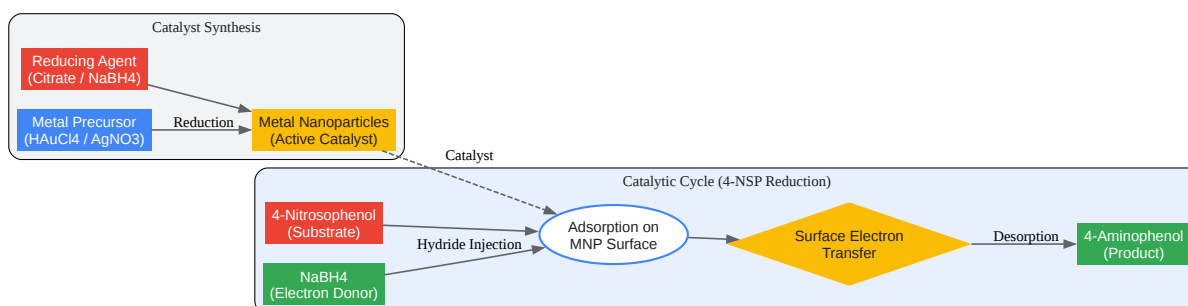 Catalyst Synthesis
Reducing Agent
(Citrate / NaBH4)
Metal Precursor
(HAuCl4 / AgNO3)
Reduction
Metal Nanoparticles
(Active Catalyst)
Catalyst
Catalytic Cycle (4-NSP Reduction)
4-Nitrosophenol
(Substrate)
Hydride Injection
NaBH4
(Electron Donor)
Adsorption on
MNP Surface
Surface Electron
Transfer
Desorption
4-Aminophenol
(Product)